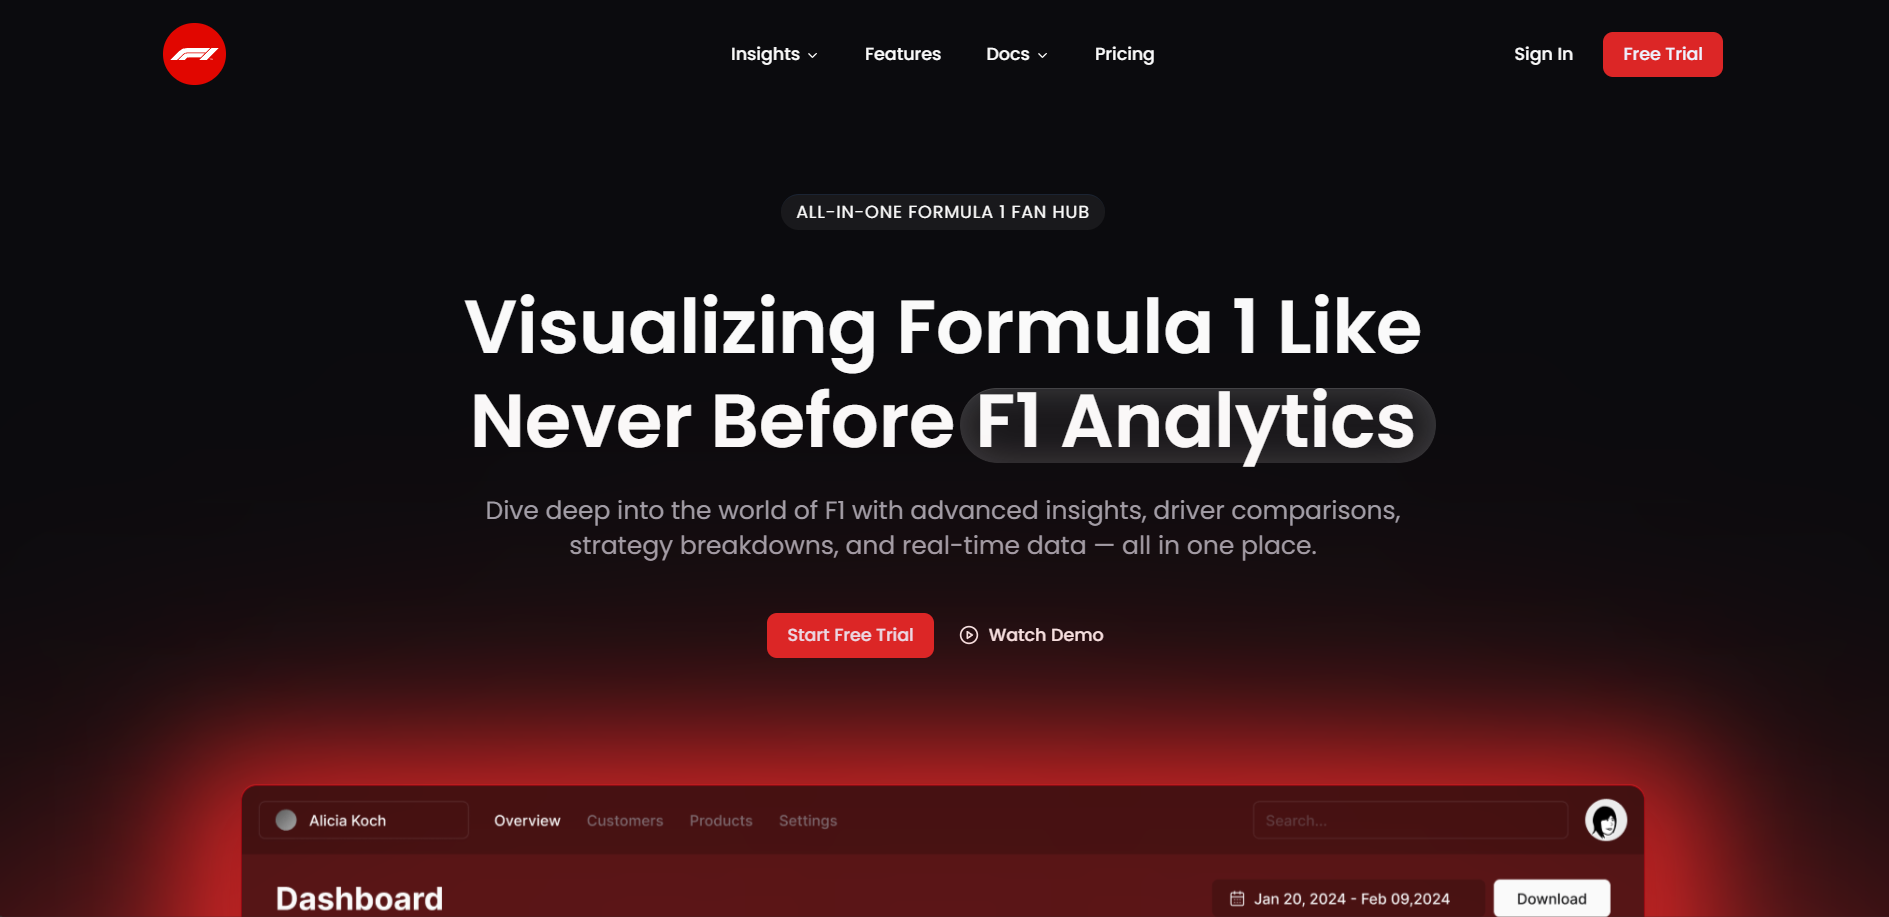 Insights Features Docs Pricing Sign In Free Trial
ALL-IN-ONE FORMULA 1 FAN HUB
Visualizing Formula 1 Like
Never Before F1 Analytics
Dive deep into the world of F1 with advanced insights, driver comparisons,
strategy breakdowns, and real-time data — all in one place.
Start Free Trial Watch Demo
Alicia Koch Overview Customers Products Settings Search...
Dashboard Jan 20, 2024 - Feb 09,2024 Download